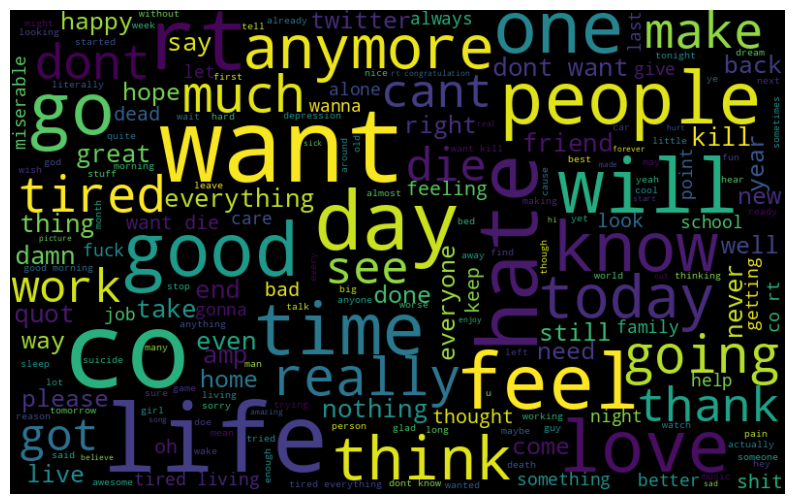 happy
without
week
might
looking
started
say
twitter
already
tell
always
last
make
dream
tonight
rt
anymore
one
dont
let
first
nice
rt congratulation
dont want
give
back
ye
next
miserable
literally
hope
much
wanna
alone
cant
people
go
dead
want
wait
hard
depression
right
friend
kill
car
hurt
sometimes
quite
great
stuff
morning
wish
god
sick
around
old
real
want kill
die
forever
little
point
year
tired
everything
leave
almost
feeling
best
made
may
fun
cause
yeah
cool
hear
new
thing
month
want die
care
day
bed
making
hi
yet
look
start
school
ready
will
damn
picture
good morning
fuck
stop
good
see
everyone
keep
away
find
though
hate
know
world
cut
thinking
well
work
end
bad
big
anyone
worse
done
talk
enjoy
today
never
getting
co rt
quot
job
take
gonna
anything
every
time
still
family
way
co
even
amp
man
left
need
going
help
sleep
suicide
many
home
really
feel
u
please
lot
sure
game
living
trying
nothing
thought
working
night
thank
reason
tomorrow
girl
sorry
amazing
person
glad
long
guy
watch
got
life
song
doe
oh
mean
tried
think
maybe
come
love
actually
pain
someone
said
believe
wake
enough
death
hey
live
awesome
tired living
tired everything
dont know
wanted
something
better
music
sad
shit